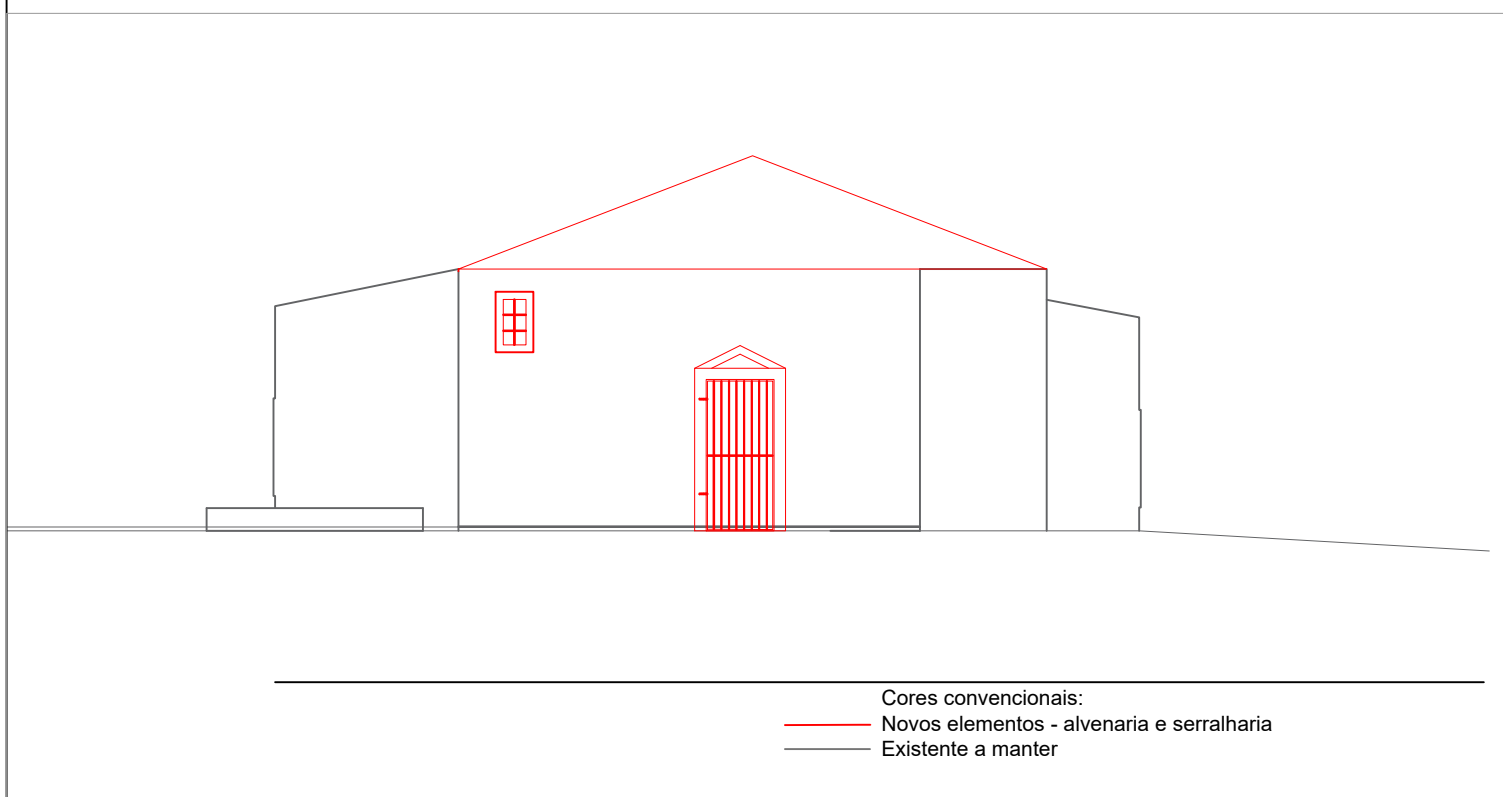 Cores convencionais:
Novos elementos - alvenaria e serralharia
Existente a manter